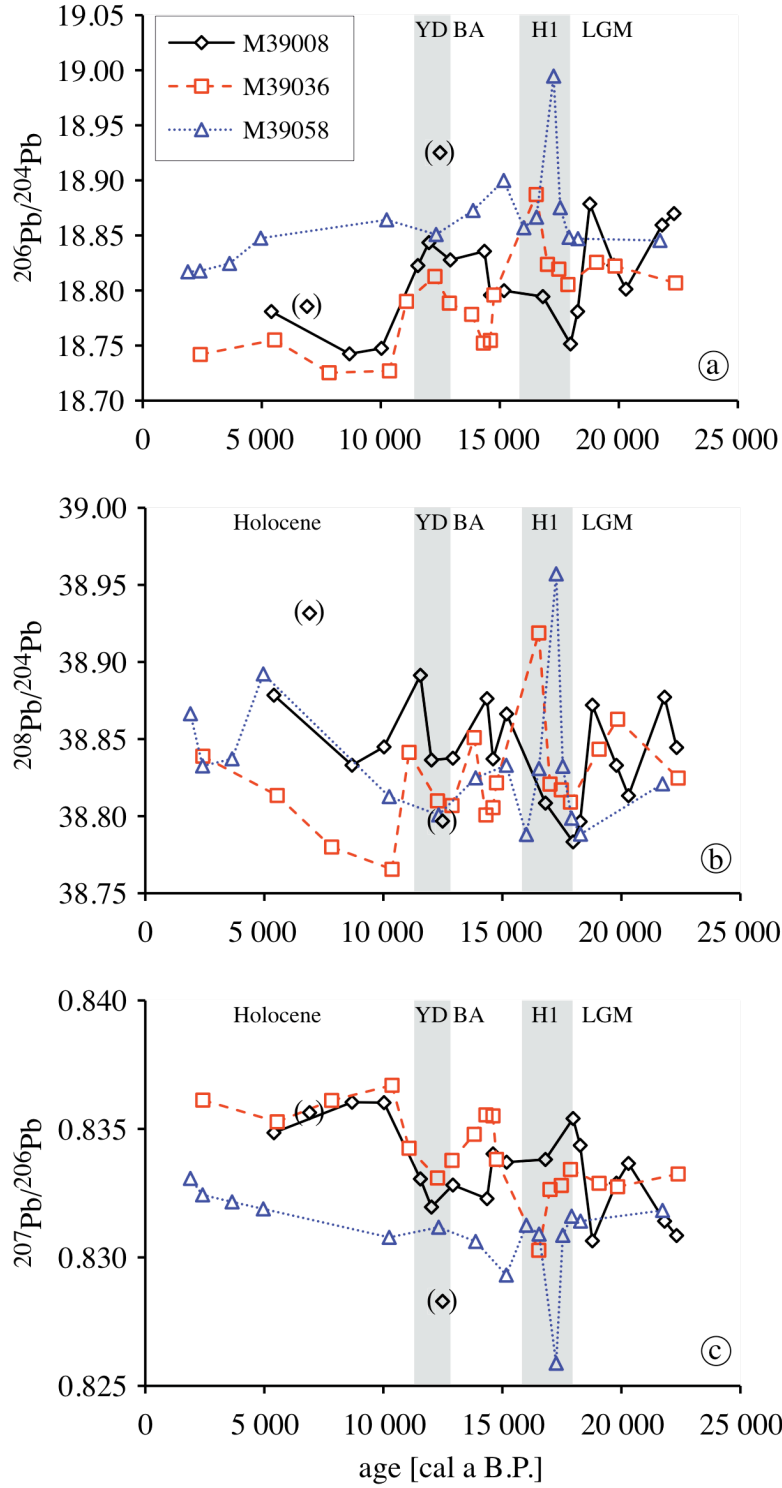 19.05
19.00
18.95
18.90
18.85
18.80
18.75
18.70
206Pb/204Pb
M39008
M39036
M39058
YD BA H1 LGM
( )
( )
a
0 5 000 10 000 15 000 20 000 25 000
39.00
38.95
38.90
38.85
38.80
38.75
208Pb/204Pb
Holocene YD BA H1 LGM
( )
( )
b
0 5 000 10 000 15 000 20 000 25 000
0.840
0.835
0.830
0.825
207Pb/206Pb
Holocene YD BA H1 LGM
( )
( )
c
0 5 000 10 000 15 000 20 000 25 000
age [cal a B.P.]